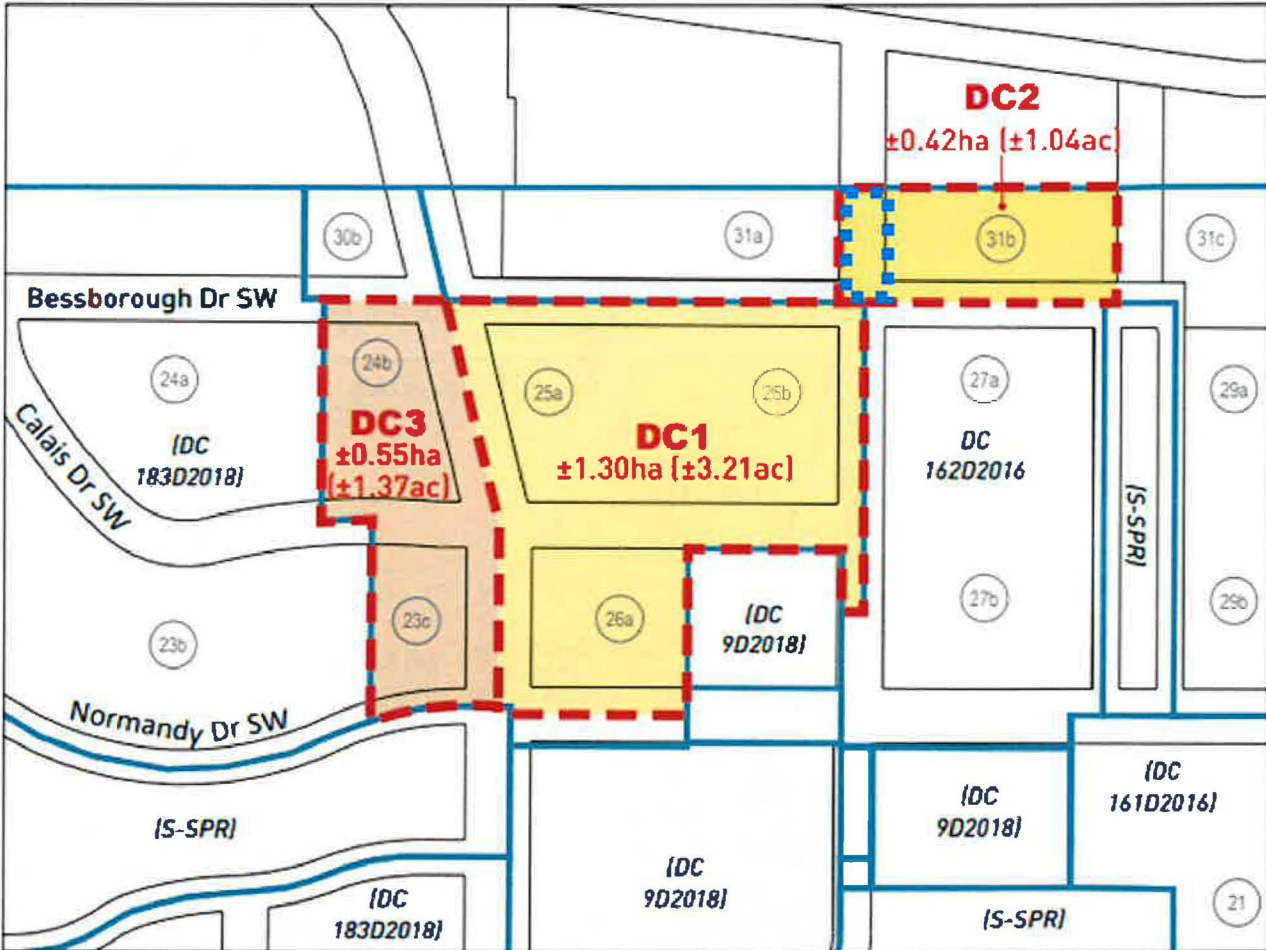 DC2
±0.42ha (±1.04ac)
30b
31a
31b
31c
Bessborough Dr SW
24a
24b
25a
25b
27a
29a
(DC
183D2018)
DC3
±0.55ha
(±1.37ac)
DC1
±1.30ha (±3.21ac)
DC
162D2016
Calais Dr SW
(S-SPR)
23b
23c
26a
(DC
9D2018)
27b
29b
Normandy Dr SW
(S-SPR)
(DC
183D2018)
(DC
9D2018)
(DC
9D2018)
(DC
161D2016)
(S-SPR)
21